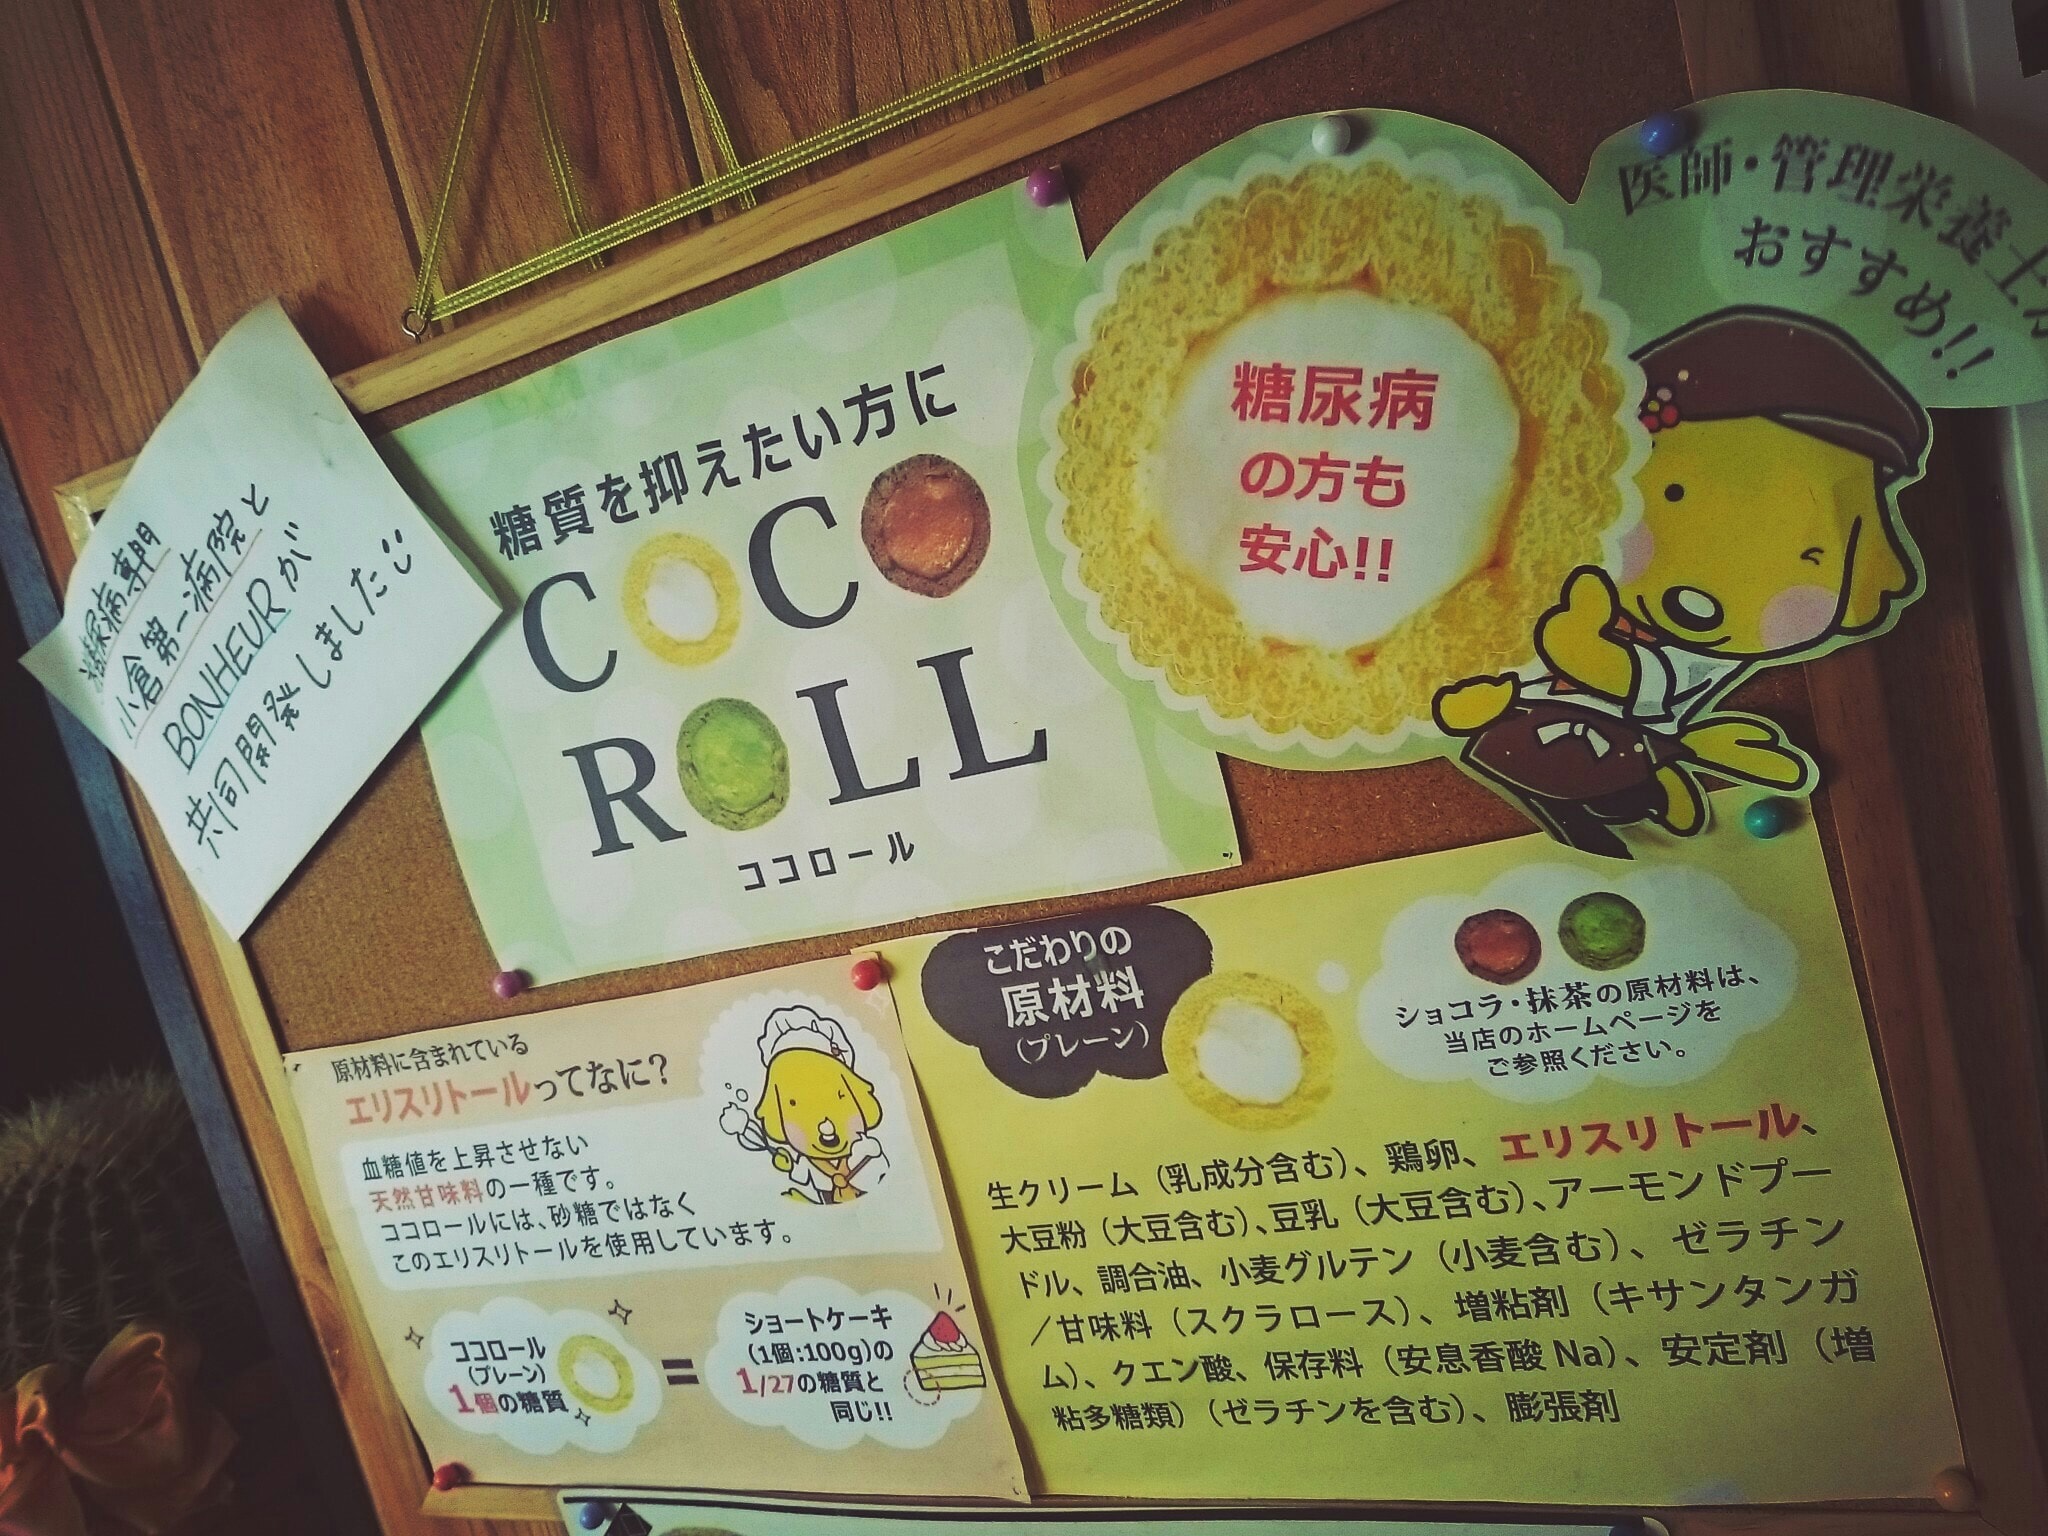 糖尿病専門
小倉第一病院と
BONHEURが
共同開発しました
糖質を抑えたい方に
COCO
ROLL
ココロール
糖尿病
の方も
安心!!
医師・管理栄養士が
おすすめ!!
原材料に含まれている
エリスリトールってなに?
血糖値を上昇させない
天然甘味料の一種です。
ココロールには、砂糖ではなく
このエリスリトールを使用しています。
ココロール
(プレーン)
1個の糖質
=
ショートケーキ
(1個:100g)の
1/27の糖質と
同じ!!
こだわりの
原材料
(プレーン)
ショコラ・抹茶の原材料は、
当店のホームページを
ご参照ください。
生クリーム(乳成分含む)、鶏卵、エリスリトール、
大豆粉(大豆含む)、豆乳(大豆含む)、アーモンドプー
ドル、調合油、小麦グルテン(小麦含む)、ゼラチン
/甘味料(スクラロース)、増粘剤(キサンタンガ
ム)、クエン酸、保存料(安息香酸Na)、安定剤(増
粘多糖類)(ゼラチンを含む)、膨張剤